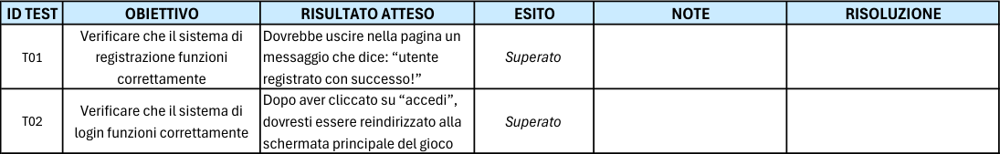 ID TEST OBIETTIVO RISULTATO ATTESO ESITO NOTE RISOLUZIONE
T01
Verificare che il sistema di
registrazione funzioni
correttamente
Dovrebbe uscire nella pagina un
messaggio che dice: “utente
registrato con successo!”
Superato
T02
Verificare che il sistema di
login funzioni correttamente
Dopo aver cliccato su “accedi”,
dovresti essere reindirizzato alla
schermata principale del gioco
Superato